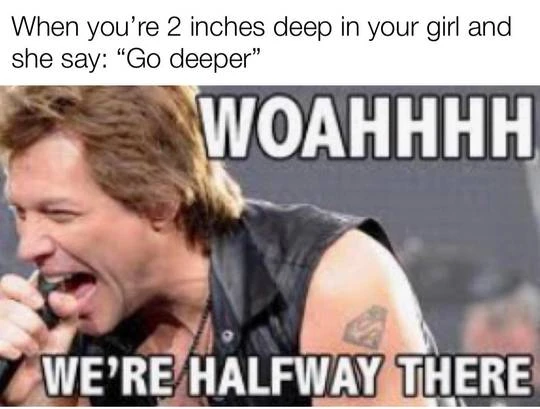 When you’re 2 inches deep in your girl and
she say: “Go deeper”
WOAHHHH
WE’RE HALFWAY THERE